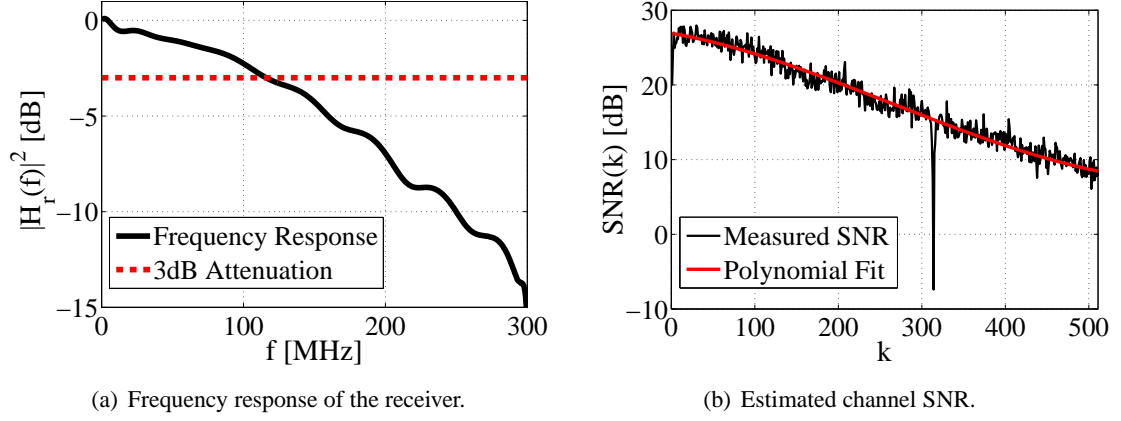 0
−5
−10
−15
|H_r(f)|^2 [dB]
Frequency Response
3dB Attenuation
0
100
200
300
f [MHz]
(a) Frequency response of the receiver.
30
20
10
0
−10
SNR(k) [dB]
Measured SNR
Polynomial Fit
0
100
200
300
400
500
k
(b) Estimated channel SNR.